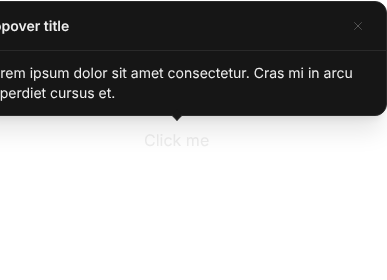 pover title
rem ipsum dolor sit amet consectetur. Cras mi in arcu
perdiet cursus et.
Click me